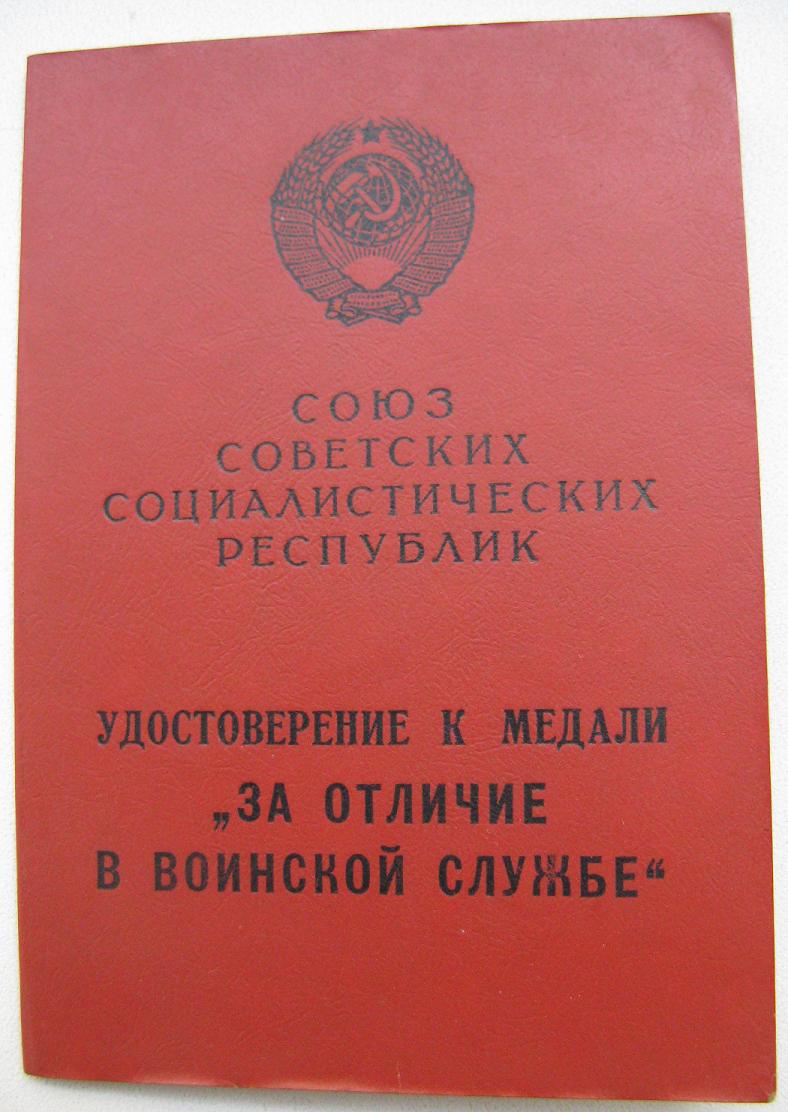 СОЮЗ
СОВЕТСКИХ
СОЦИАЛИСТИЧЕСКИХ
РЕСПУБЛИК
УДОСТОВЕРЕНИЕ К МЕДАЛИ
„ЗА ОТЛИЧИЕ
В ВОИНСКОЙ СЛУЖБЕ“